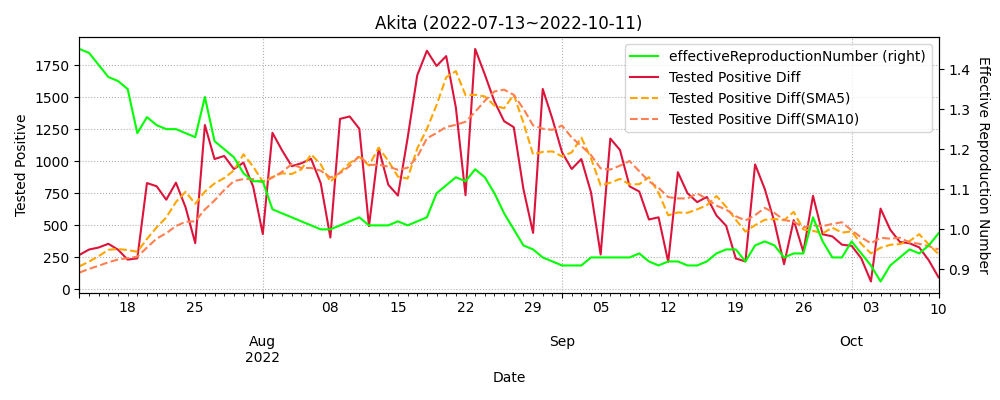 Akita (2022-07-13~2022-10-11)
effectiveReproductionNumber (right)
Tested Positive Diff
Tested Positive Diff(SMA5)
Tested Positive Diff(SMA10)
Tested Positive
1750
1500
1250
1000
750
500
250
0
Effective Reproduction Number
1.4
1.3
1.2
1.1
1.0
0.9
18 25 08 15 22 29 05 12 19 26 03 10
Aug Sep Oct
2022
Date